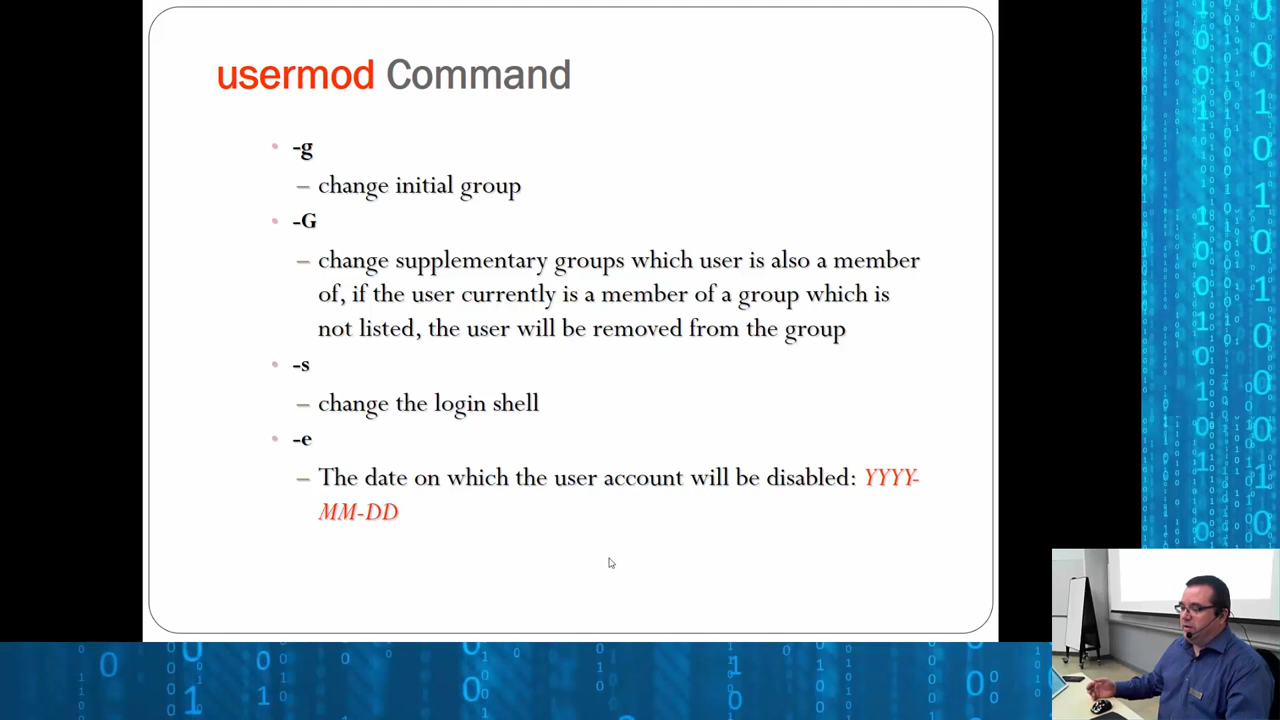 usermod Command
• -g
– change initial group
• -G
– change supplementary groups which user is also a member
of, if the user currently is a member of a group which is
not listed, the user will be removed from the group
• -s
– change the login shell
• -e
– The date on which the user account will be disabled: YYYY-
MM-DD